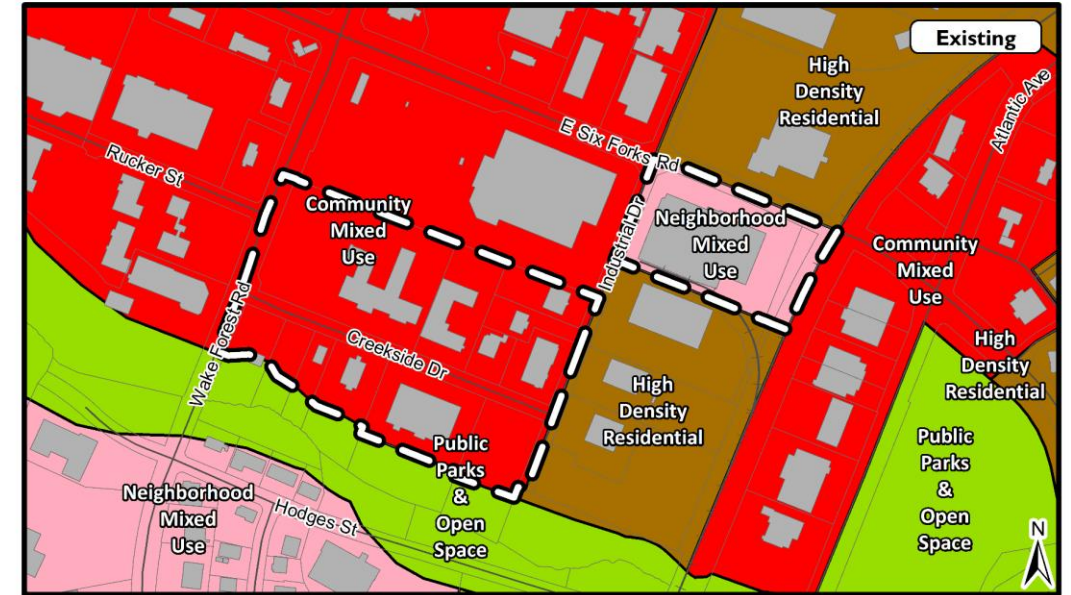 Existing
High
Density
Residential
Atlantic Ave
E Six Forks Rd
Rucker St
Community
Mixed
Use
Industrial Dr
Neighborhood
Mixed
Use
Community
Mixed
Use
Wake Forest Rd
Creekside Dr
High
Density
Residential
High
Density
Residential
Public
Parks
&
Open
Space
Public
Parks
&
Open
Space
Neighborhood
Mixed
Use
Hodges St
N